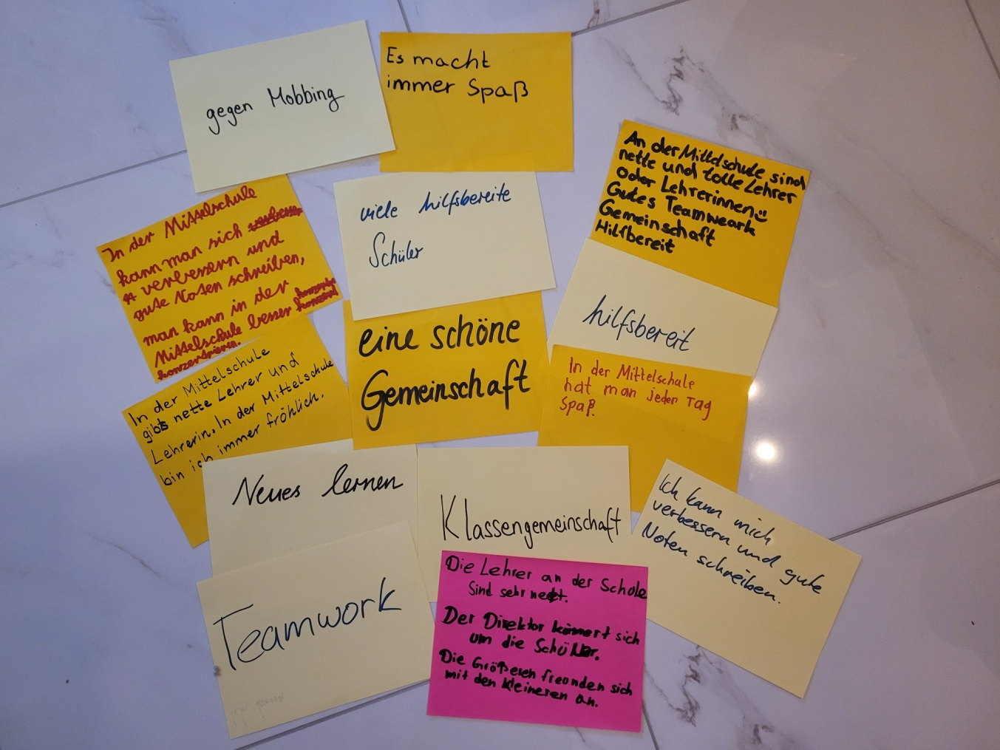 gegen Mobbing
Es macht
immer Spaß
An der Mittelschule sind
nette und tolle Lehrer
oder Lehrerinnen☺
Gutes Teamweark
Gemeinschaft
Hilfbereit
In der Mittelschule
kann man sich
verbessern und
gute Noten schreiben,
man kann in der
Mittelschule besser
konzentrieren.
viele hilfsbereite
Schüler
hilfsbereit
eine schöne
Gemeinschaft
In der Mittelschule
gibts nette Lehrer und
Lehrerin. In der Mittelschule
bin ich immer fröhlich.
In der Mittelschale
hat man jeden Tag
Spaß.
Neues lernen
Klassengemeinschaft
Ich kann mich
verbessern und gute
Noten schreiben.
Teamwork
Die Lehrer an der Schule
Sind sehr nett.
Der Direktor kümert sich
um die Schüler.
Die Größeren freunden sich
mit den kleineren an.